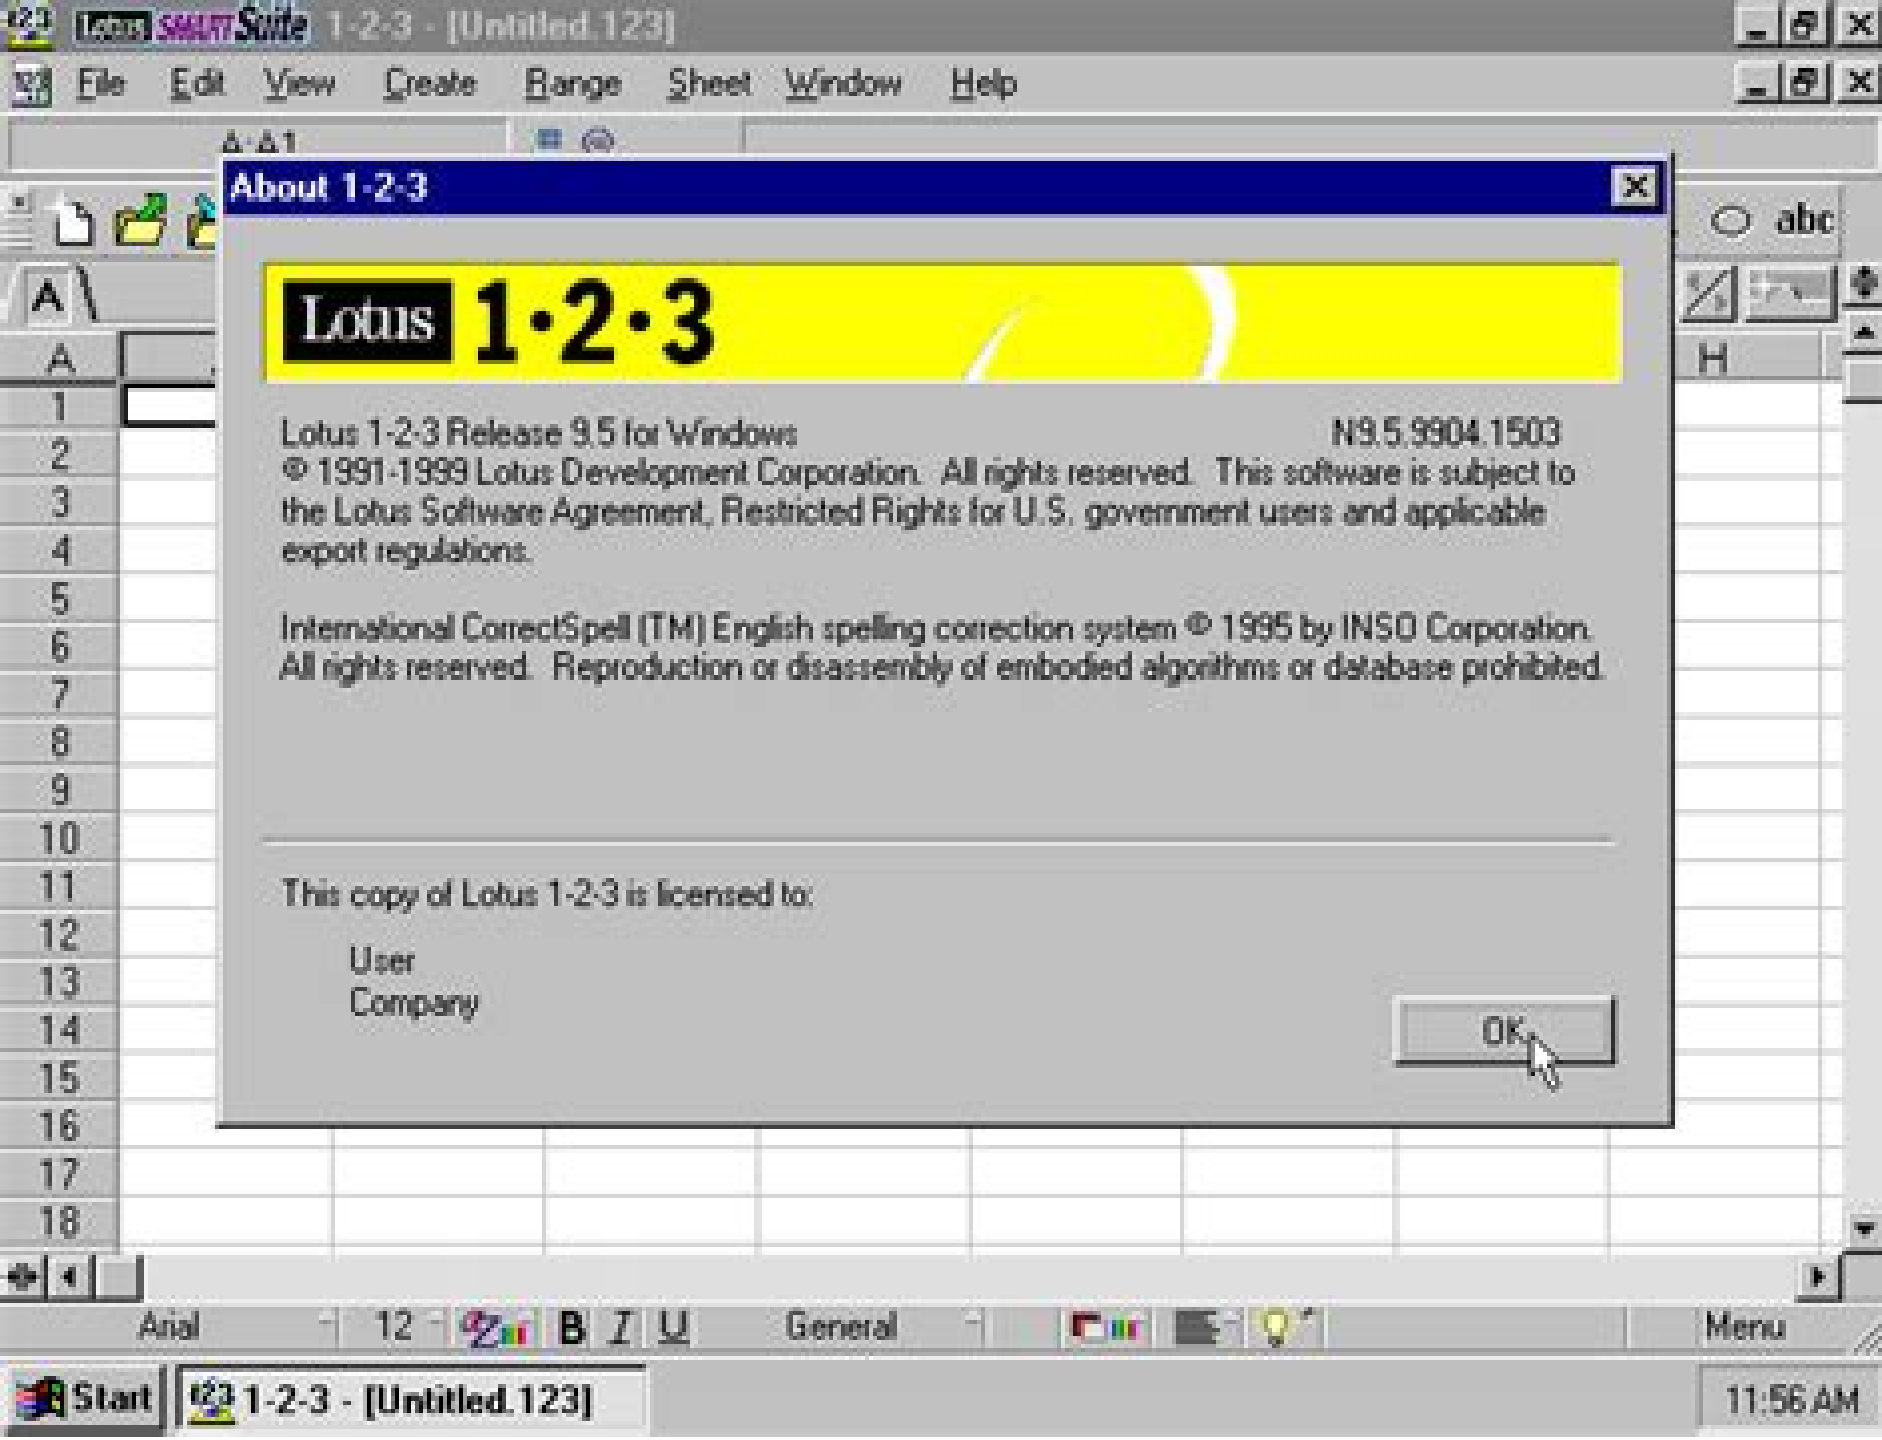 Lotus SMARTSuite 1-2-3 - [Untitled.123]
File Edit View Create Range Sheet Window Help
A:A1
About 1-2-3
abc
Lotus 1·2·3
A
A H
Lotus 1-2-3 Release 9.5 for Windows N9.5.9904.1503
© 1991-1999 Lotus Development Corporation. All rights reserved. This software is subject to
the Lotus Software Agreement, Restricted Rights for U.S. government users and applicable
export regulations.
International CorrectSpell (TM) English spelling correction system © 1995 by INSO Corporation.
All rights reserved. Reproduction or disassembly of embodied algorithms or database prohibited.
This copy of Lotus 1-2-3 is licensed to:
User
Company
OK
1
2
3
4
5
6
7
8
9
10
11
12
13
14
15
16
17
18
Arial 12 B I U General Menu
Start 1-2-3 - [Untitled.123] 11:56 AM